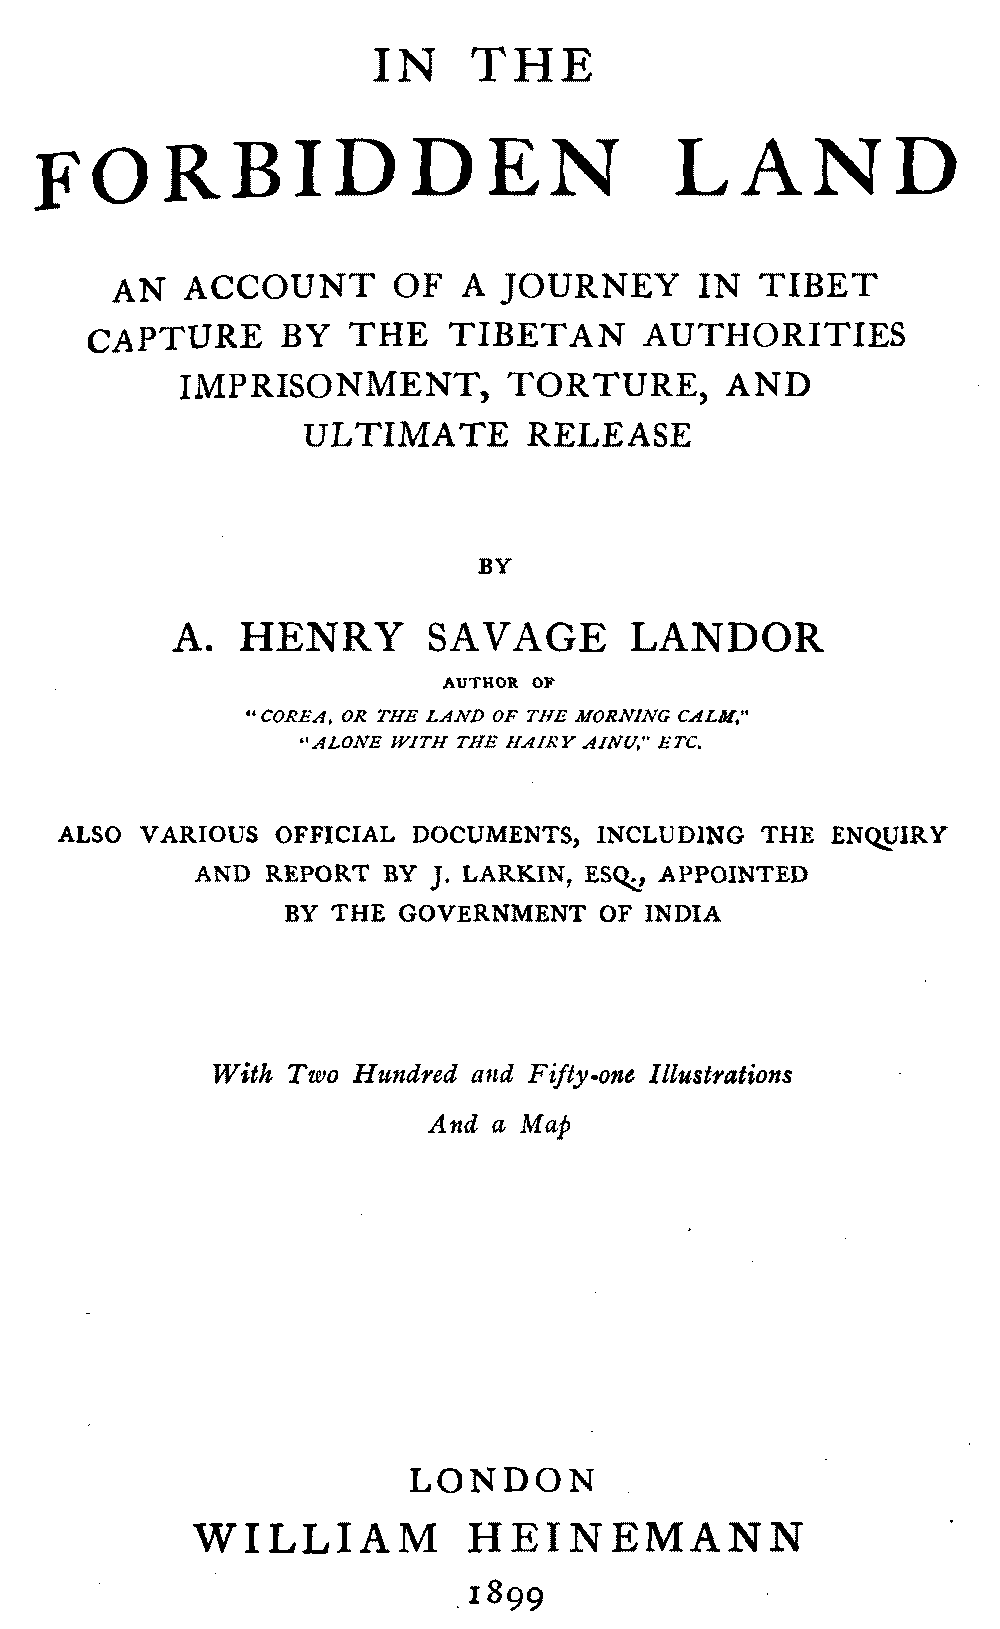 IN THE
FORBIDDEN LAND
AN ACCOUNT OF A JOURNEY IN TIBET
CAPTURE BY THE TIBETAN AUTHORITIES
IMPRISONMENT, TORTURE, AND
ULTIMATE RELEASE
BY
A. HENRY SAVAGE LANDOR
AUTHOR OF
"COREA, OR THE LAND OF THE MORNING CALM,"
"ALONE WITH THE HAIRY AINU," ETC.
ALSO VARIOUS OFFICIAL DOCUMENTS, INCLUDING THE ENQUIRY
AND REPORT BY J. LARKIN, ESQ., APPOINTED
BY THE GOVERNMENT OF INDIA
With Two Hundred and Fifty-one Illustrations
And a Map
LONDON
WILLIAM HEINEMANN
1899